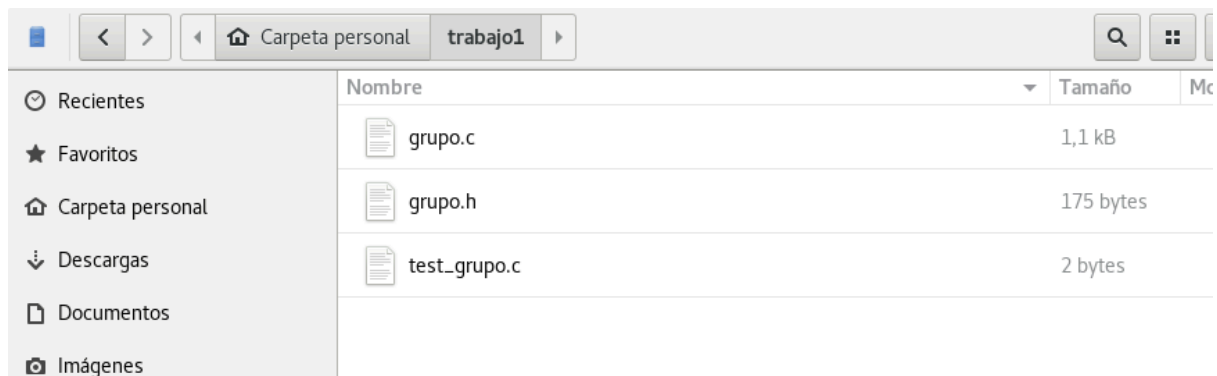 Carpeta personal trabajo1
Recientes
Favoritos
Carpeta personal
Descargas
Documentos
Imágenes
Nombre Tamaño Mo
grupo.c 1,1 kB
grupo.h 175 bytes
test_grupo.c 2 bytes